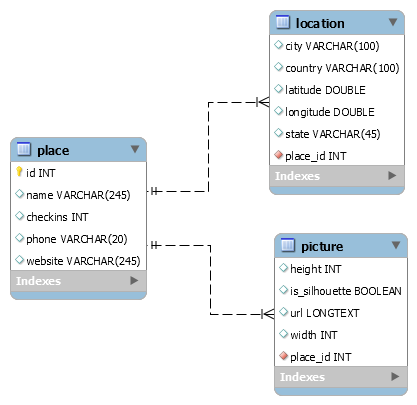 location
city VARCHAR(100)
country VARCHAR(100)
latitude DOUBLE
longitude DOUBLE
state VARCHAR(45)
place_id INT
Indexes
place
id INT
name VARCHAR(245)
checkins INT
phone VARCHAR(20)
website VARCHAR(245)
Indexes
picture
height INT
is_silhouette BOOLEAN
url LONGTEXT
width INT
place_id INT
Indexes